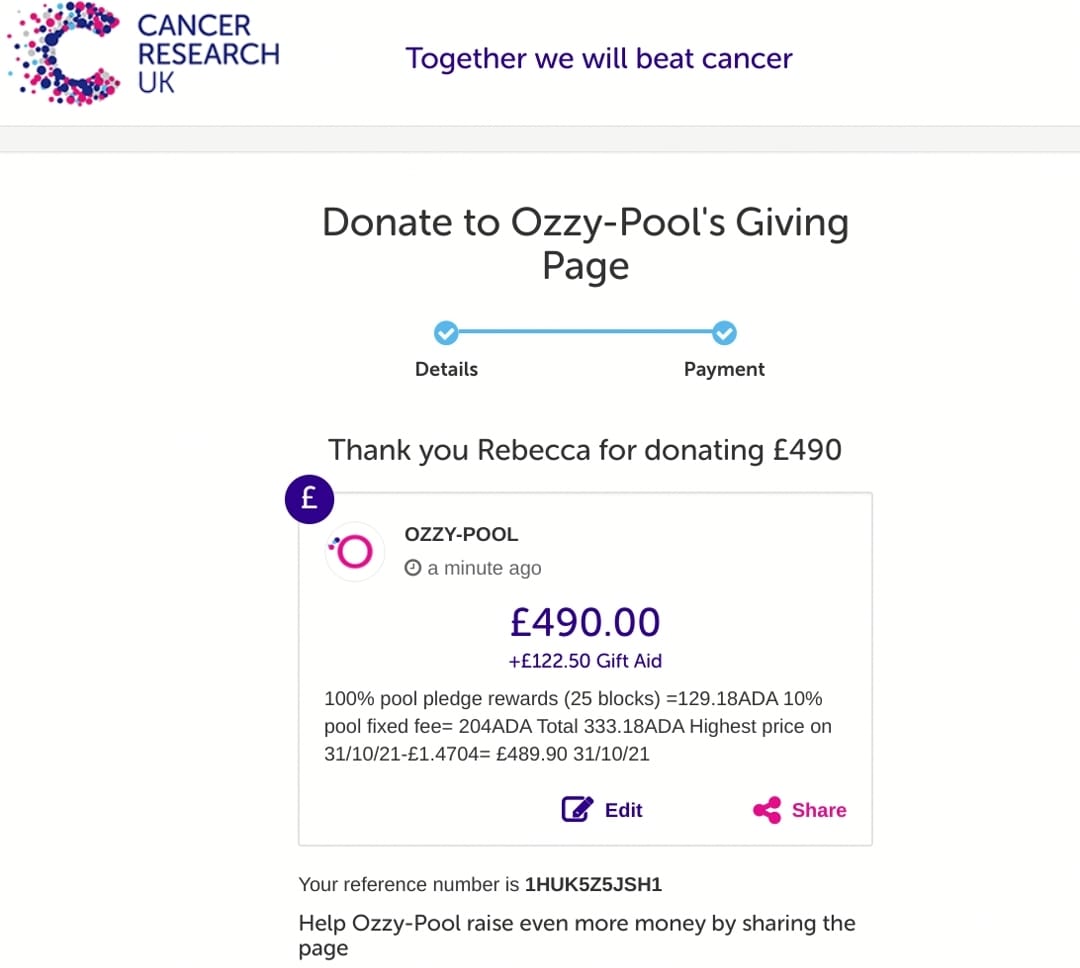 CANCER
RESEARCH
UK
Together we will beat cancer
Donate to Ozzy-Pool's Giving
Page
Details
Payment
Thank you Rebecca for donating £490
£
OZZY-POOL
a minute ago
£490.00
+£122.50 Gift Aid
100% pool pledge rewards (25 blocks) =129.18ADA 10%
pool fixed fee= 204ADA Total 333.18ADA Highest price on
31/10/21-£1.4704= £489.90 31/10/21
Edit
Share
Your reference number is 1HUK5Z5JSH1
Help Ozzy-Pool raise even more money by sharing the
page